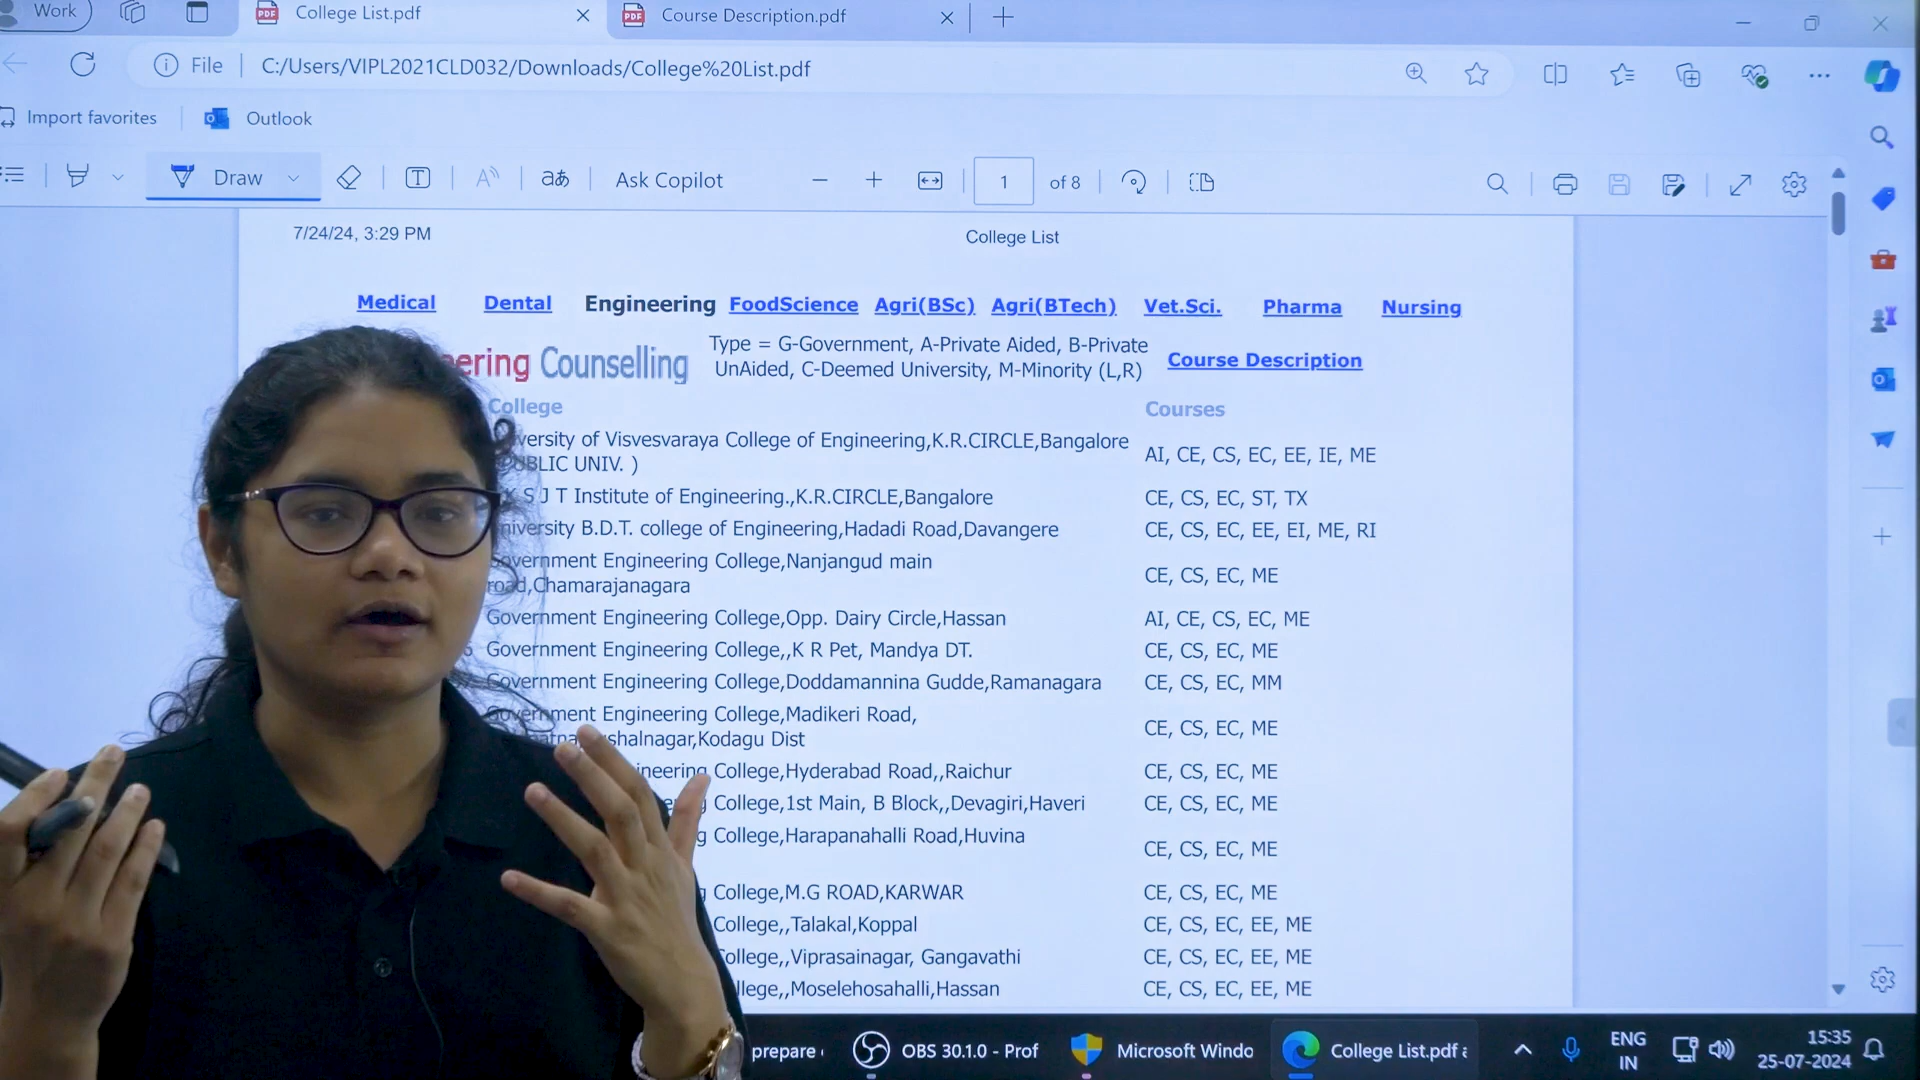 Work
College List.pdf
Course Description.pdf
File
C:/Users/VIPL2021CLD032/Downloads/College%20List.pdf
Import favorites
Outlook
Draw
Ask Copilot
1 of 8
7/24/24, 3:29 PM
College List
Medical Dental Engineering FoodScience Agri(BSc) Agri(BTech) Vet.Sci. Pharma Nursing
Counselling
Type = G-Government, A-Private Aided, B-Private
UnAided, C-Deemed University, M-Minority (L,R)
Course Description
College Courses
of Visvesvaraya College of Engineering,K.R.CIRCLE,Bangalore
UNIV. )
AI, CE, CS, EC, EE, IE, ME
S J T Institute of Engineering.,K.R.CIRCLE,Bangalore CE, CS, EC, ST, TX
University B.D.T. college of Engineering,Hadadi Road,Davangere CE, CS, EC, EE, EI, ME, RI
Government Engineering College,Nanjangud main
road,Chamarajanagara
CE, CS, EC, ME
Government Engineering College,Opp. Dairy Circle,Hassan AI, CE, CS, EC, ME
Government Engineering College,,K R Pet, Mandya DT. CE, CS, EC, ME
Government Engineering College,Doddamannina Gudde,Ramanagara CE, CS, EC, MM
Government Engineering College,Madikeri Road,
Dist
CE, CS, EC, ME
College,Hyderabad Road,,Raichur CE, CS, EC, ME
College,1st Main, B Block,,Devagiri,Haveri CE, CS, EC, ME
College,Harapanahalli Road,Huvina
CE, CS, EC, ME
College,M.G ROAD,KARWAR CE, CS, EC, ME
College,,Talakal,Koppal CE, CS, EC, EE, ME
College,,Viprasainagar, Gangavathi CE, CS, EC, EE, ME
,,Moselehosahalli,Hassan CE, CS, EC, EE, ME
prepare
OBS 30.1.0 - Prof
Microsoft Windo
College List.pdf a
ENG
IN
15:35
25-07-2024